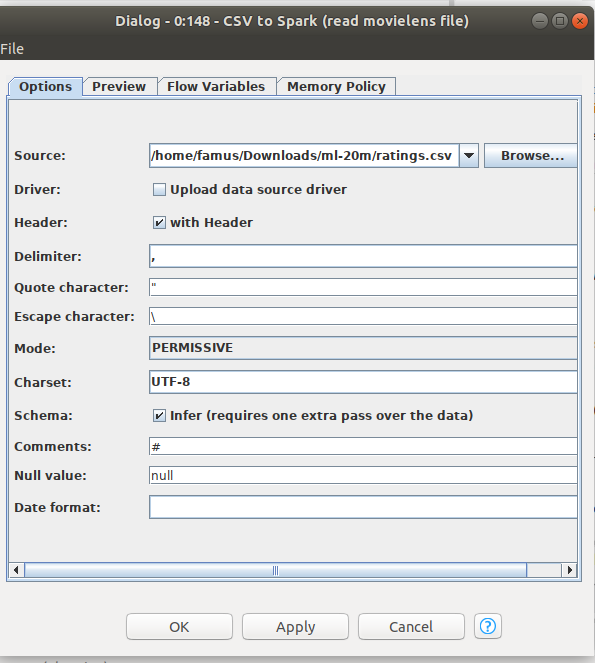 Dialog - 0:148 - CSV to Spark (read movielens file)
File
Options Preview Flow Variables Memory Policy
Source: /home/famus/Downloads/ml-20m/ratings.csv Browse...
Driver: Upload data source driver
Header: with Header
Delimiter: ,
Quote character: "
Escape character: \
Mode: PERMISSIVE
Charset: UTF-8
Schema: Infer (requires one extra pass over the data)
Comments: #
Null value: null
Date format:
OK Apply Cancel ?